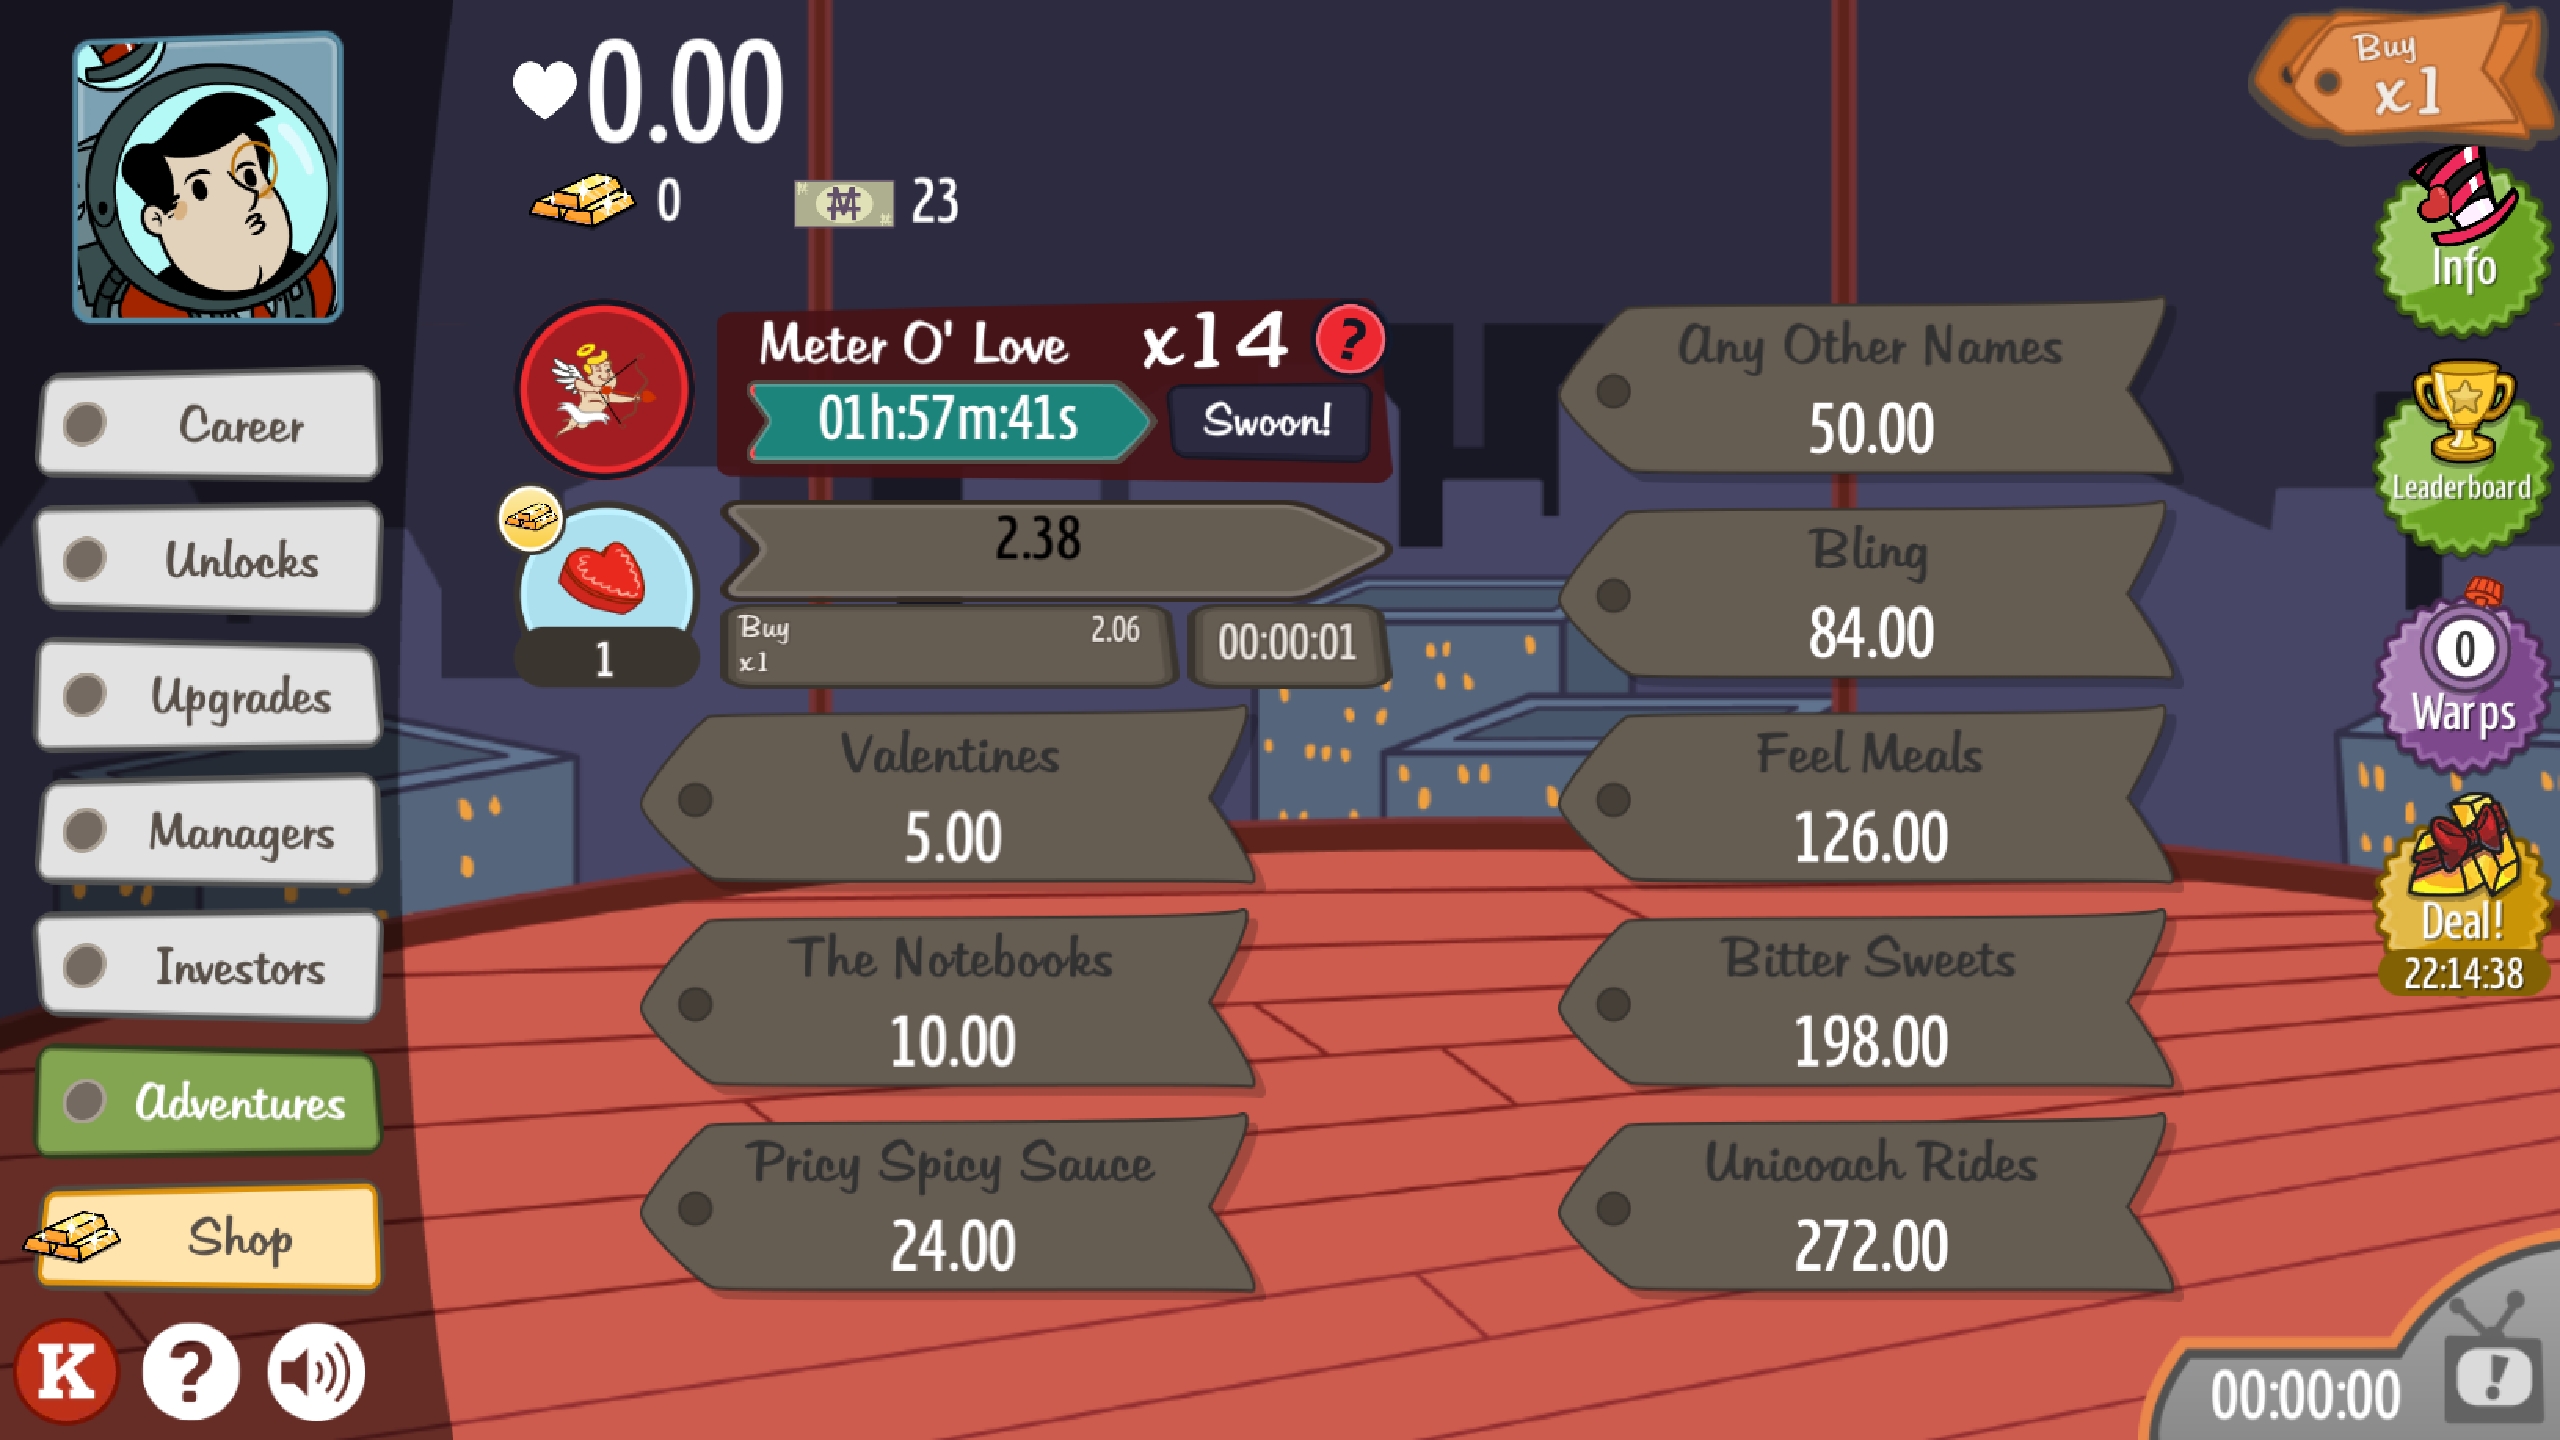 0.00
0
23
Buy
x1
Info
Leaderboard
0
Warps
Deal!
22:14:38
Career
Unlocks
Upgrades
Managers
Investors
Adventures
Shop
K
?
Meter O' Love
x14
?
01h:57m:41s
Swoon!
2.38
1
Buy
x1
2.06
00:00:01
Valentines
5.00
The Notebooks
10.00
Pricy Spicy Sauce
24.00
Any Other Names
50.00
Bling
84.00
Feel Meals
126.00
Bitter Sweets
198.00
Unicoach Rides
272.00
00:00:00
!